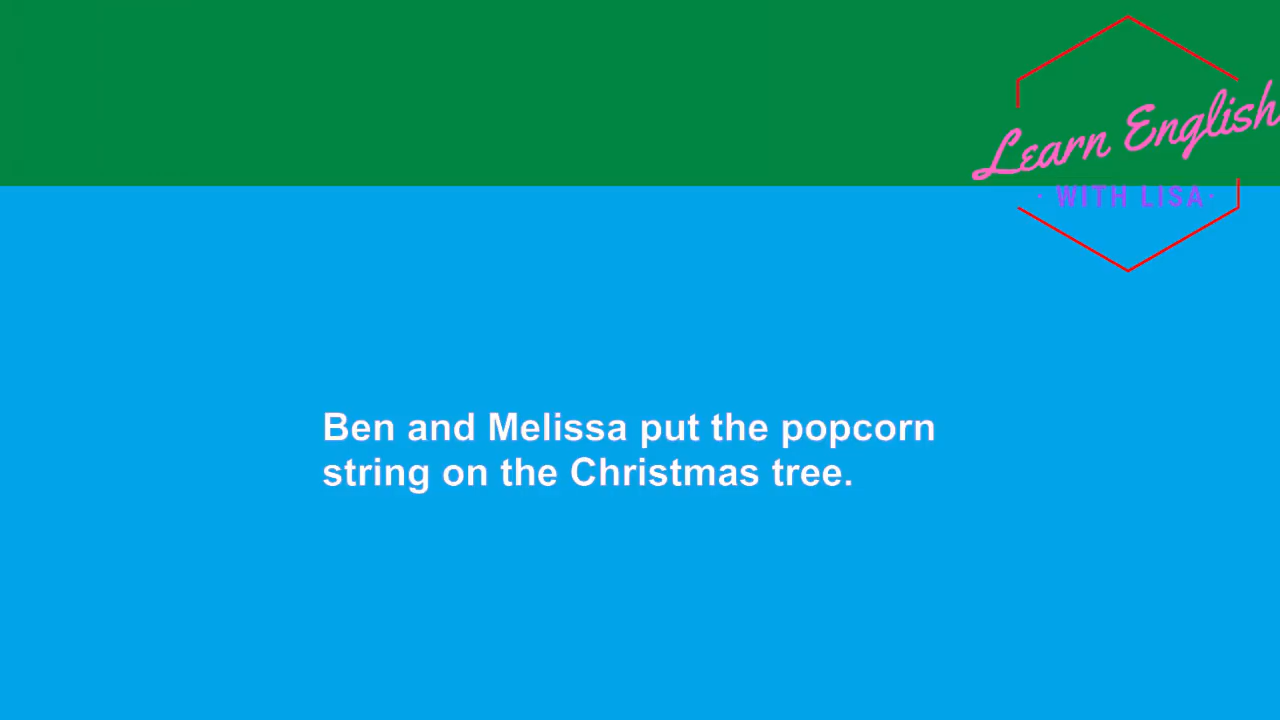 Learn English
· WITH LISA·
Ben and Melissa put the popcorn
string on the Christmas tree.